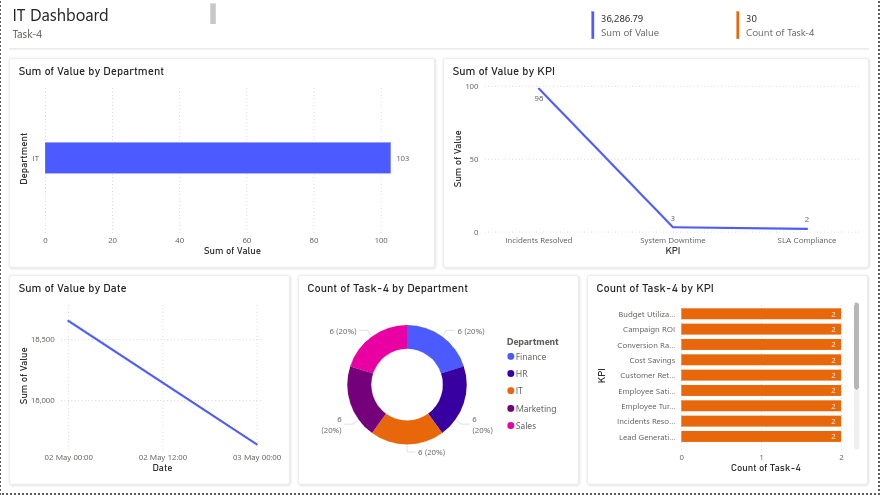 IT Dashboard
Task-4
36,286.79
Sum of Value
30
Count of Task-4
Sum of Value by Department
Department
IT
103
0 20 40 60 80 100
Sum of Value
Sum of Value by KPI
Sum of Value
100
50
0
98
3
2
Incidents Resolved System Downtime SLA Compliance
KPI
Sum of Value by Date
Sum of Value
18,500
18,000
02 May 00:00 02 May 12:00 03 May 00:00
Date
Count of Task-4 by Department
6 (20%)
6 (20%)
6
(20%)
6
(20%)
6 (20%)
Department
Finance
HR
IT
Marketing
Sales
Count of Task-4 by KPI
KPI
Budget Utiliza... 2
Campaign ROI 2
Conversion Ra... 2
Cost Savings 2
Customer Ret... 2
Employee Sati... 2
Employee Tur... 2
Incidents Reso... 2
Lead Generati... 2
0 1 2
Count of Task-4